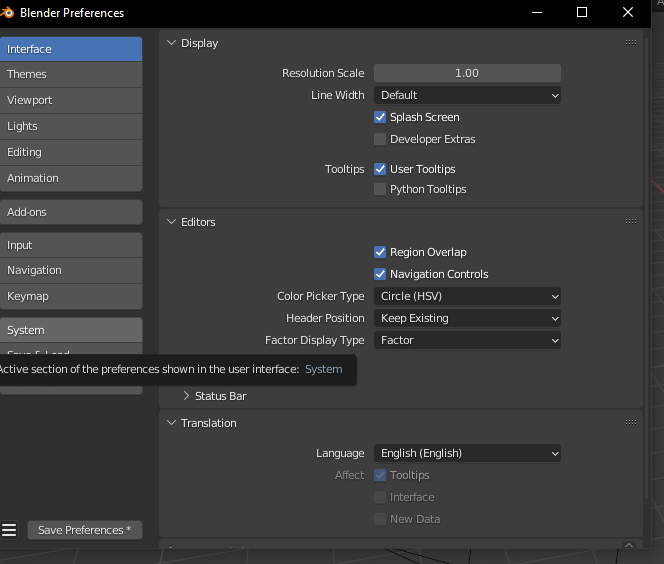 Blender Preferences
Interface
Themes
Viewport
Lights
Editing
Animation
Add-ons
Input
Navigation
Keymap
System
Save & Load
Active section of the preferences shown in the user interface: System
Save Preferences *
Display
Resolution Scale 1.00
Line Width Default
Splash Screen
Developer Extras
Tooltips User Tooltips
Python Tooltips
Editors
Region Overlap
Navigation Controls
Color Picker Type Circle (HSV)
Header Position Keep Existing
Factor Display Type Factor
Status Bar
Translation
Language English (English)
Affect Tooltips
Interface
New Data